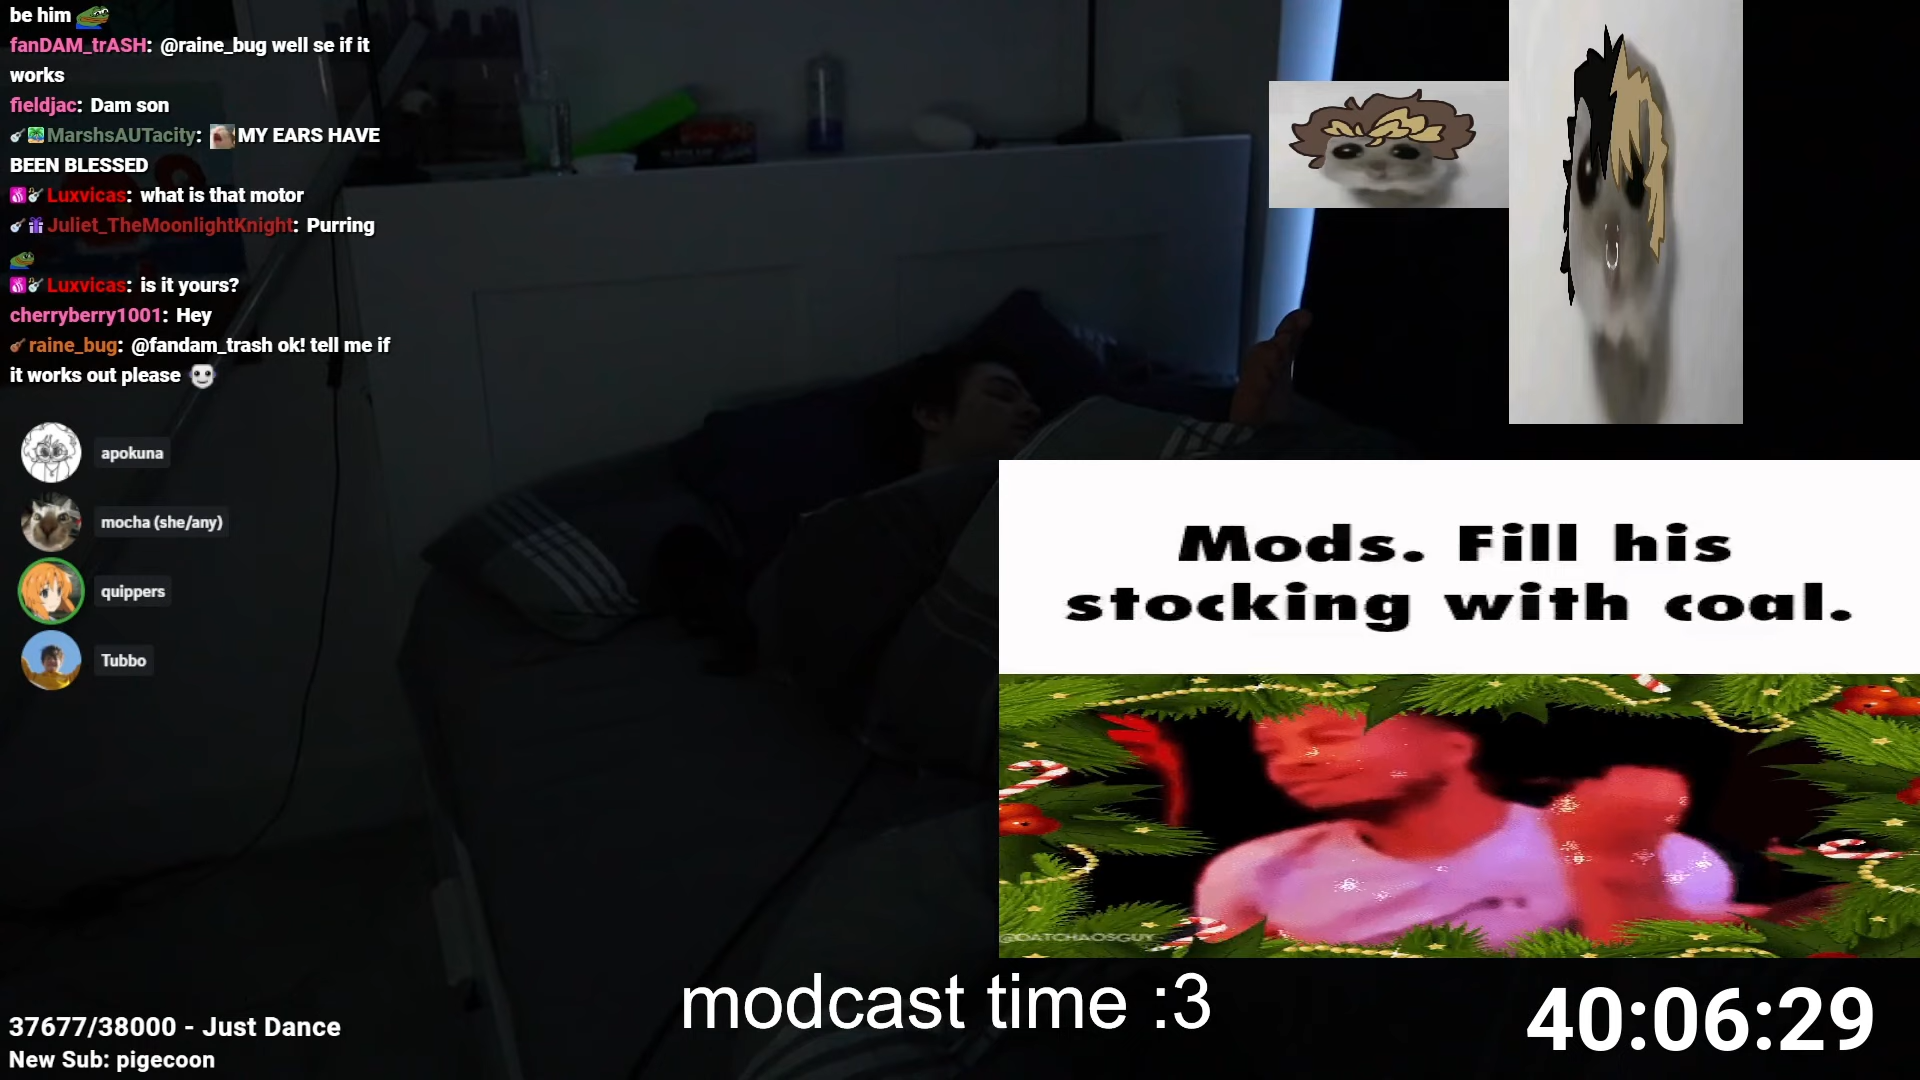 be him
fanDAM_trASH: @raine_bug well se if it
works
fieldjac: Dam son
MarshsAUTacity: MY EARS HAVE
BEEN BLESSED
Luxvicas: what is that motor
Juliet_TheMoonlightKnight: Purring
Luxvicas: is it yours?
cherryberry1001: Hey
raine_bug: @fandam_trash ok! tell me if
it works out please
apokuna
mocha (she/any)
quippers
Tubbo
Mods. Fill his
stocking with coal.
@DATCHAOSGUY
modcast time :3
40:06:29
37677/38000 - Just Dance
New Sub: pigecoon